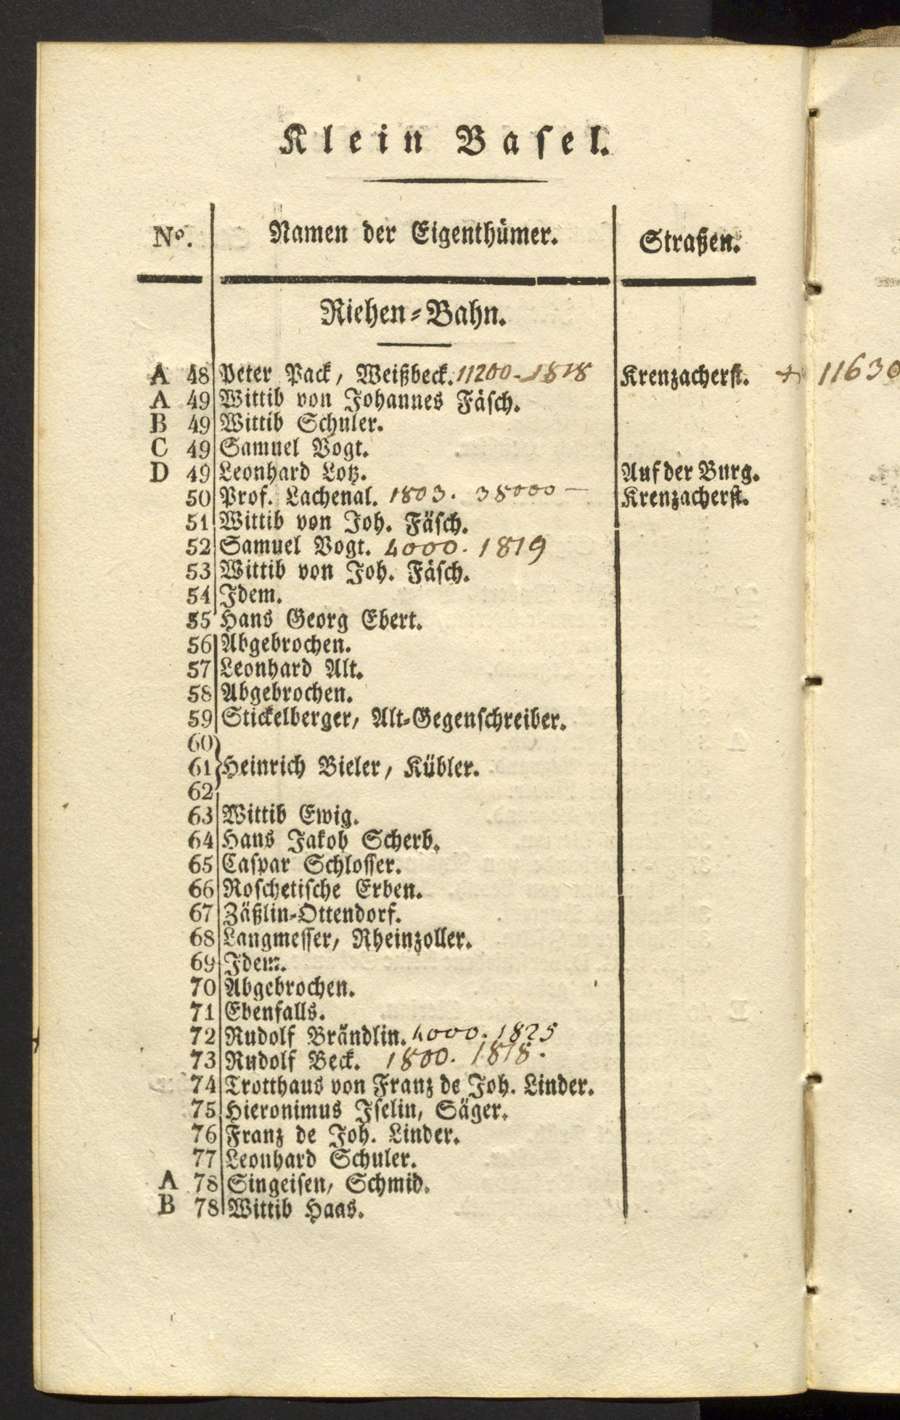 Klein Basel.
No. Namen der Eigenthümer. Straßen.
Riehen-Bahn.
A 48 Peter Pack, Weißbeck. 11200 - 1818 Krenzacherst. + 11630
A 49 Wittib von Johannes Fäsch.
B 49 Wittib Schuler.
C 49 Samuel Vogt.
D 49 Leonhard Lotz. Auf der Burg.
50 Prof. Lachenal. 1803. 38000 — Krenzacherst.
51 Wittib von Joh. Fäsch.
52 Samuel Vogt. 4000. 1819
53 Wittib von Joh. Fäsch.
54 Idem.
55 Hans Georg Ebert.
56 Abgebrochen.
57 Leonhard Alt.
58 Abgebrochen.
59 Stickelberger, Alt-Gegenschreiber.
60
61 } Heinrich Bieler, Kübler.
62
63 Wittib Ewig.
64 Hans Jakob Scherb.
65 Caspar Schlosser.
66 Roschetische Erben.
67 Zäßlin-Ottendorf.
68 Langmesser, Rheinzoller.
69 Idem.
70 Abgebrochen.
71 Ebenfalls.
72 Rudolf Brändlin. 4000. 1825
73 Rudolf Beck. 1800. 1818.
74 Trotthaus von Franz de Joh. Linder.
75 Hieronimus Iselin, Säger.
76 Franz de Joh. Linder.
77 Leonhard Schuler.
A 78 Singeisen, Schmid.
B 78 Wittib Haas.